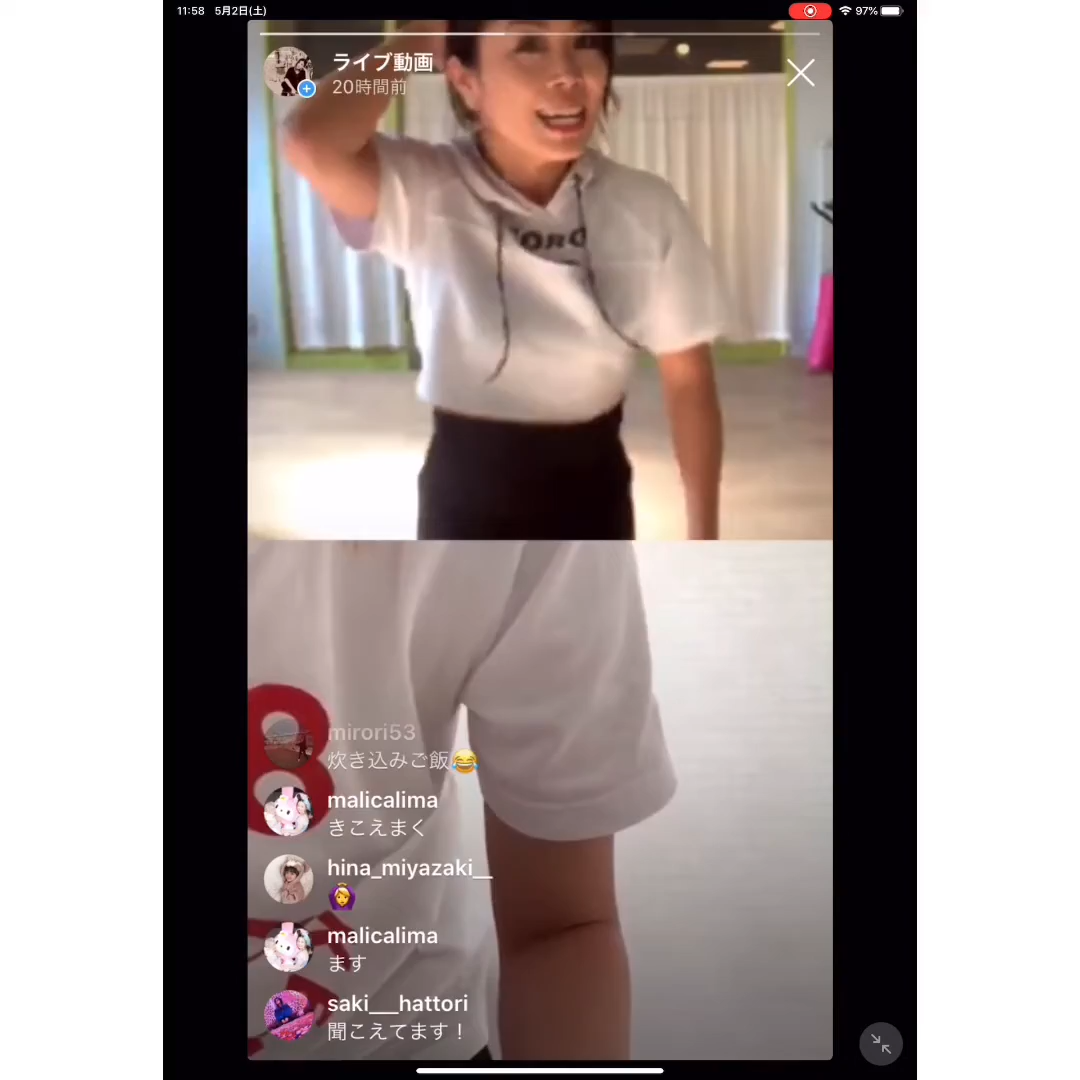 11:58 5月2日(土)
97%
ライブ動画
20時間前
mirori53
炊き込みご飯😂
malicalima
きこえまく
hina_miyazaki__
🙆‍♀️
malicalima
ます
saki___hattori
聞こえてます!
8